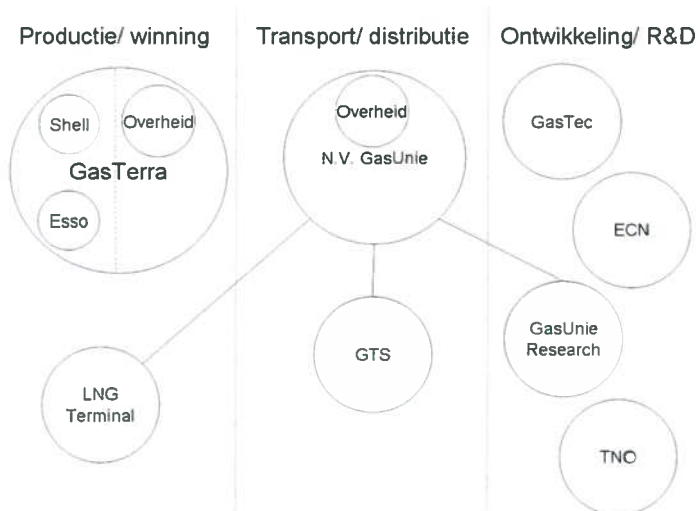 Productie/ winning
Transport/ distributie
Ontwikkeling/ R&D
Shell
Overheid
GasTerra
Esso
LNG
Terminal
Overheid
N.V. GasUnie
GTS
GasTec
ECN
GasUnie
Research
TNO